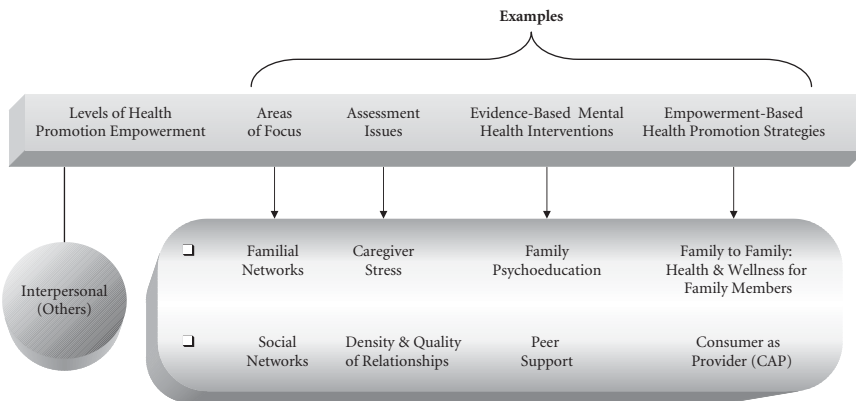 Examples
Levels of Health
Promotion Empowerment
Areas
of Focus
Assessment
Issues
Evidence-Based Mental
Health Interventions
Empowerment-Based
Health Promotion Strategies
Interpersonal
(Others)
Familial
Networks
Caregiver
Stress
Family
Psychoeducation
Family to Family:
Health & Wellness for
Family Members
Social
Networks
Density & Quality
of Relationships
Peer
Support
Consumer as
Provider (CAP)